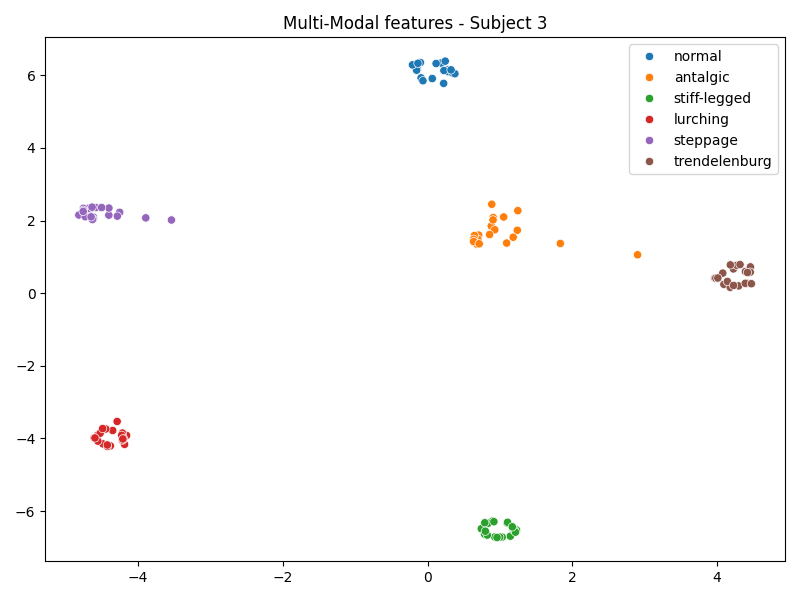 Multi-Modal features - Subject 3
normal
antalgic
stiff-legged
lurching
steppage
trendelenburg
6
4
2
0
−2
−4
−6
−4 −2 0 2 4